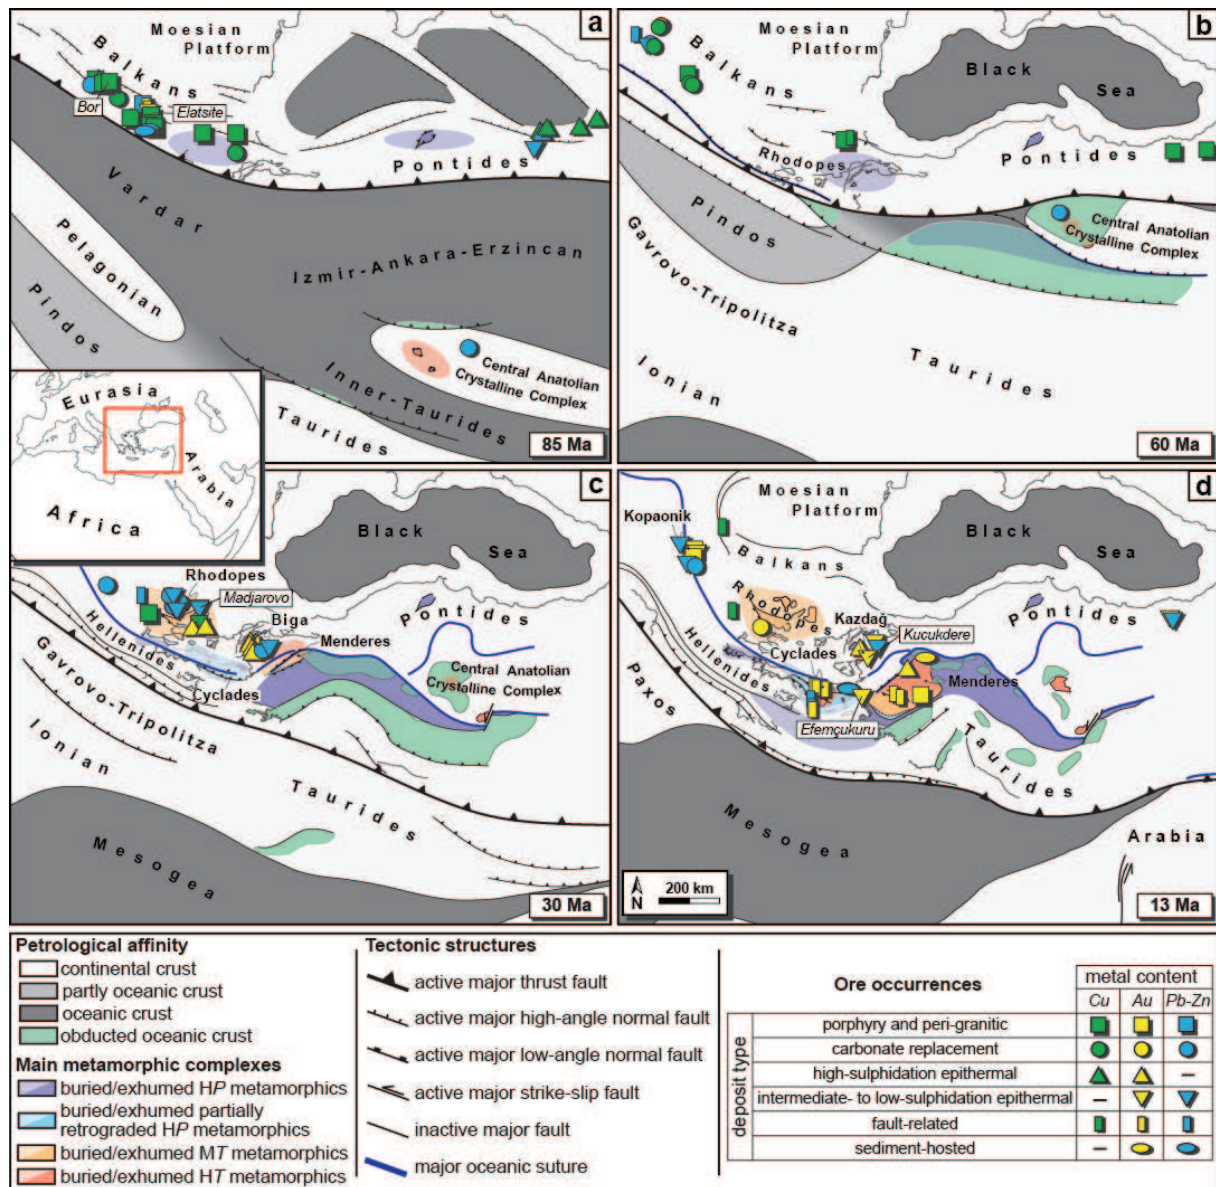 a
Moesian
Platform
Balkans
Bor
Elatsite
Pontides
Vardar
Izmir-Ankara-Erzincan
Pelagonian
Pindos
Inner-Taurides
Taurides
Central Anatolian
Crystalline Complex
85 Ma
Eurasia
Arabia
Africa
b
Balkans
Moesian
Platform
Black
Sea
Rhodopes
Pontides
Pindos
Gavrovo-Tripolitza
Central Anatolian
Crystalline Complex
Taurides
Ionian
60 Ma
c
Black
Sea
Rhodopes
Madjarovo
Biga
Pontides
Menderes
Hellenides
Central Anatolian
Crystalline Complex
Cyclades
Gavrovo-Tripolitza
Ionian
Taurides
Mesogea
30 Ma
d
Moesian
Platform
Kopaonik
Black
Sea
Balkans
Rhodopes
Pontides
Kazdağ
Kucukdere
Cyclades
Hellenides
Menderes
Paxos
Efemçukuru
Taurides
Mesogea
Arabia
N
200 km
13 Ma
Petrological affinity
continental crust
partly oceanic crust
oceanic crust
obducted oceanic crust
Main metamorphic complexes
buried/exhumed HP metamorphics
buried/exhumed partially
retrograded HP metamorphics
buried/exhumed MT metamorphics
buried/exhumed HT metamorphics
Tectonic structures
active major thrust fault
active major high-angle normal fault
active major low-angle normal fault
active major strike-slip fault
inactive major fault
major oceanic suture
Ore occurrences
metal content
Cu Au Pb-Zn
deposit type
porphyry and peri-granitic
carbonate replacement
high-sulphidation epithermal –
intermediate- to low-sulphidation epithermal –
fault-related
sediment-hosted –